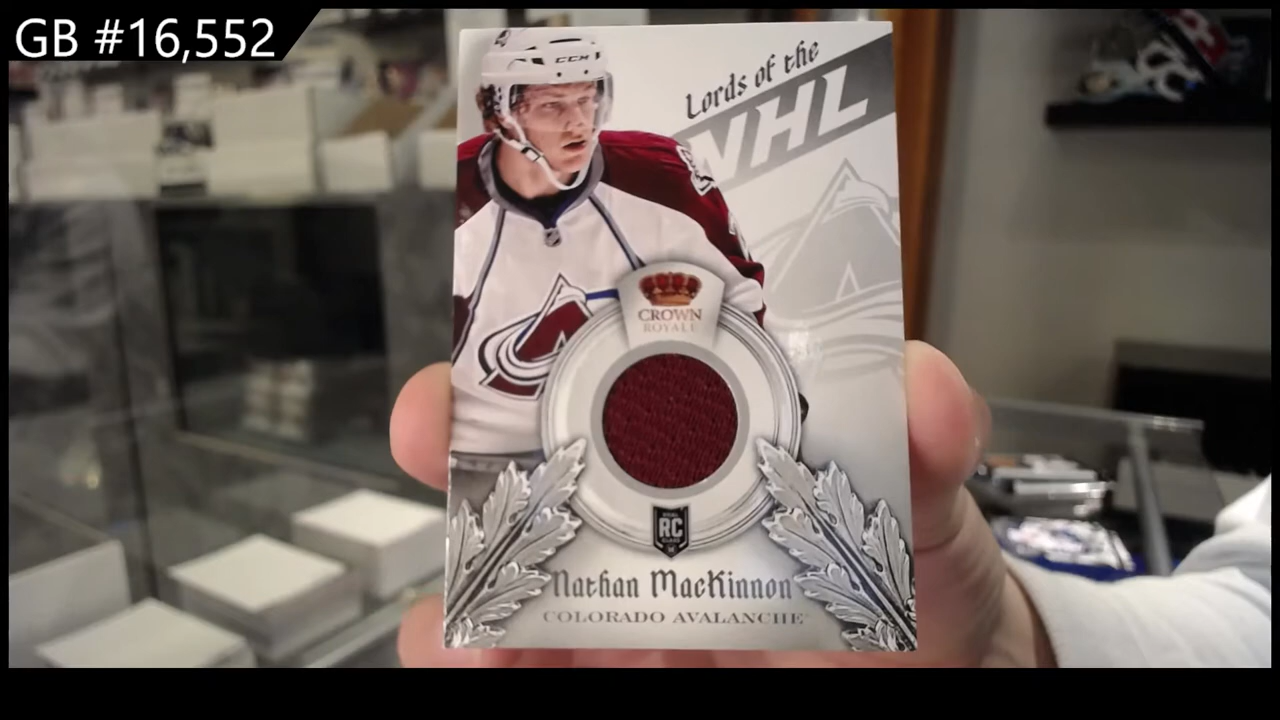 GB #16,552
CCM
Lords of the
NHL
CROWN
ROYALE
RC
Nathan MacKinnon
COLORADO AVALANCHE